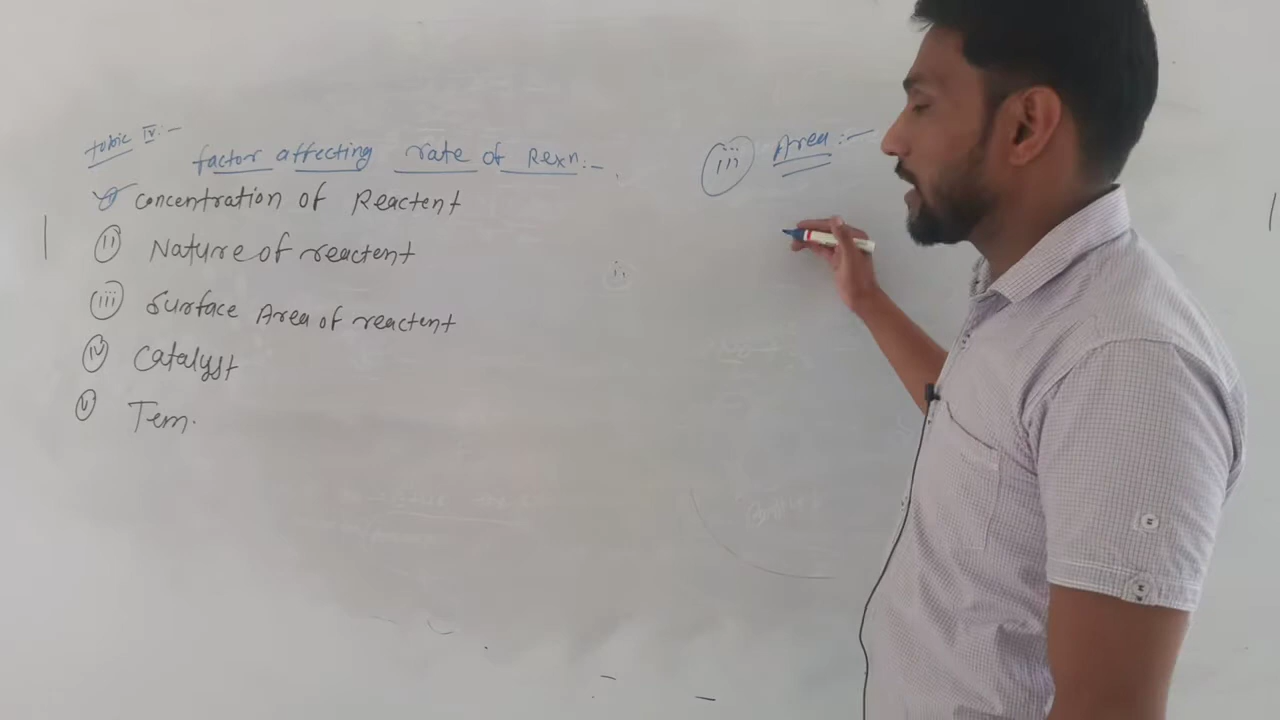 topic IV :-
factor affecting rate of Rexn :-
(i) Concentration of Reactent
(ii) Nature of reactent
(iii) Surface Area of reactent
(iv) Catalyst
(v) Tem.
(iii) Area :-